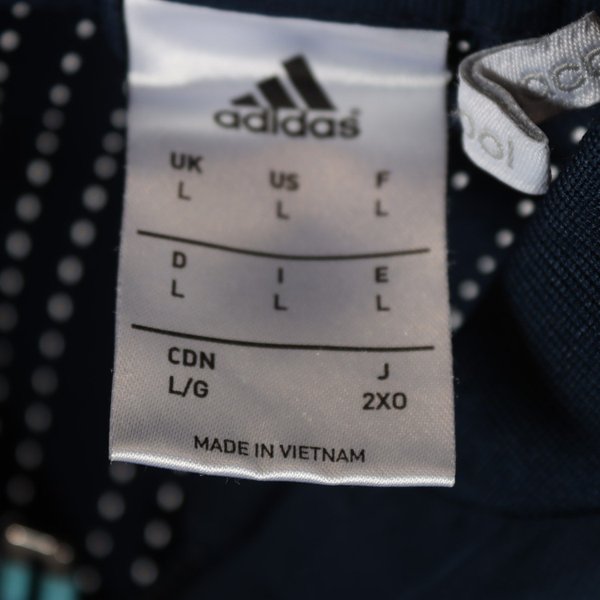 adidas
UK US F
L L L
D I E
L L L
CDN J
L/G 2XO
MADE IN VIETNAM